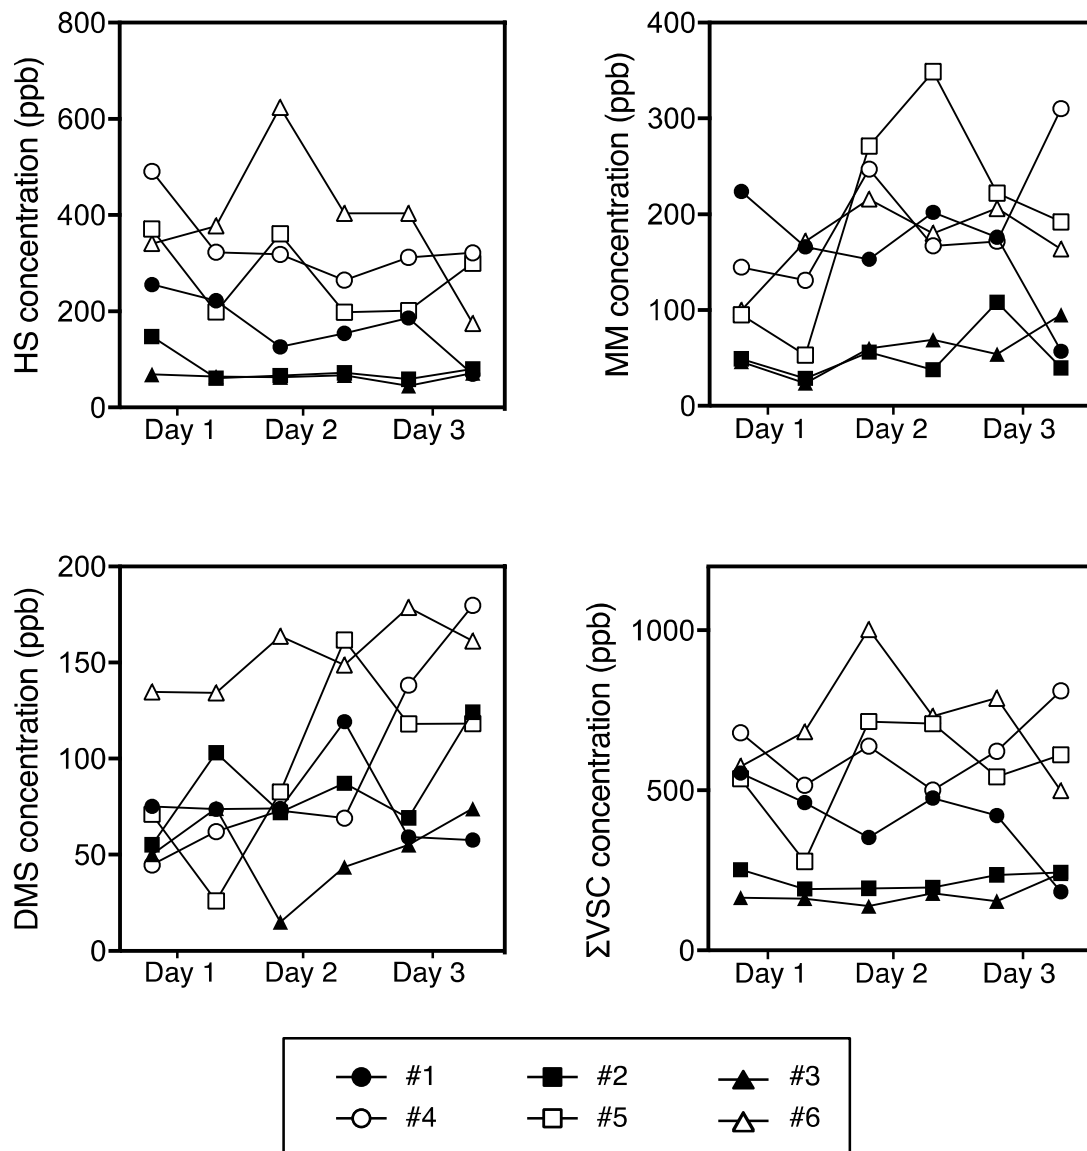 HS concentration (ppb)
800
600
400
200
0
Day 1 Day 2 Day 3
MM concentration (ppb)
400
300
200
100
0
Day 1 Day 2 Day 3
DMS concentration (ppb)
200
150
100
50
0
Day 1 Day 2 Day 3
ΣVSC concentration (ppb)
1000
500
0
Day 1 Day 2 Day 3
#1 #2 #3
#4 #5 #6